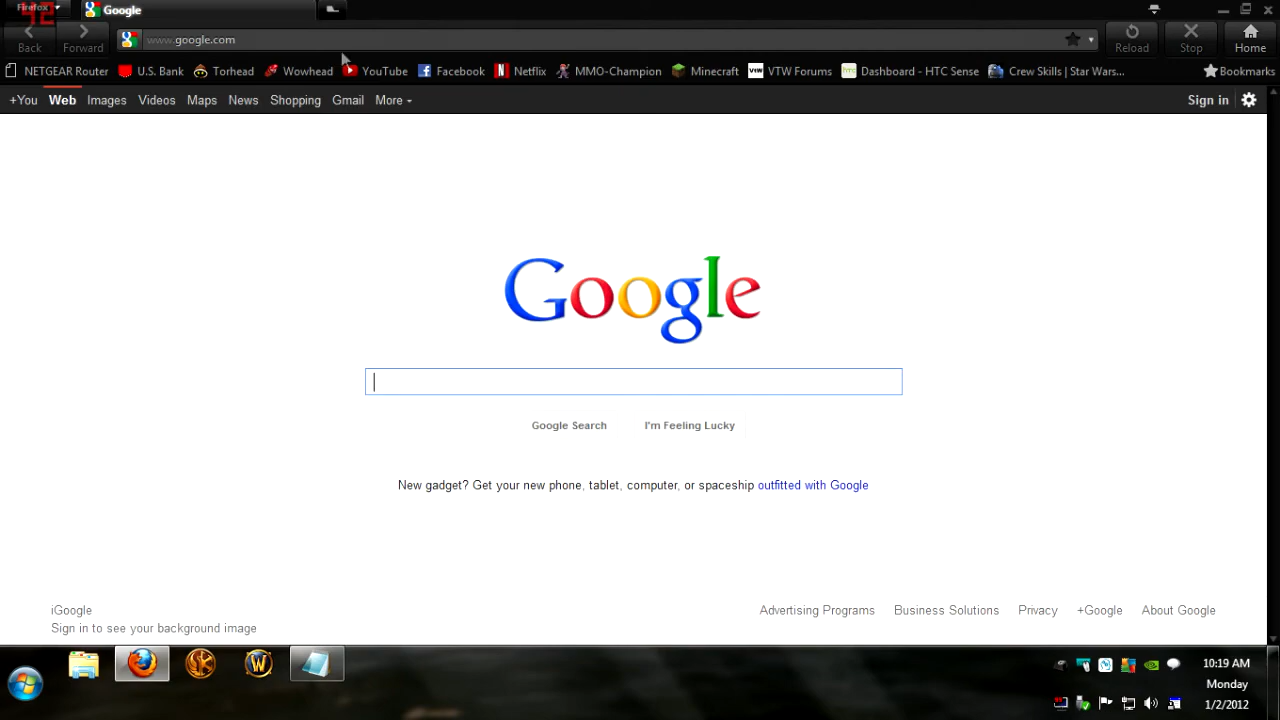 Firefox
42
Google
Back
Forward
www.google.com
Reload
Stop
Home
NETGEAR Router
U.S. Bank
Torhead
Wowhead
YouTube
Facebook
Netflix
MMO-Champion
Minecraft
VTW Forums
Dashboard - HTC Sense
Crew Skills | Star Wars...
Bookmarks
+You Web Images Videos Maps News Shopping Gmail More
Sign in
Google
Google Search
I'm Feeling Lucky
New gadget? Get your new phone, tablet, computer, or spaceship outfitted with Google
iGoogle
Advertising Programs
Business Solutions
Privacy
+Google
About Google
Sign in to see your background image
10:19 AM
Monday
1/2/2012